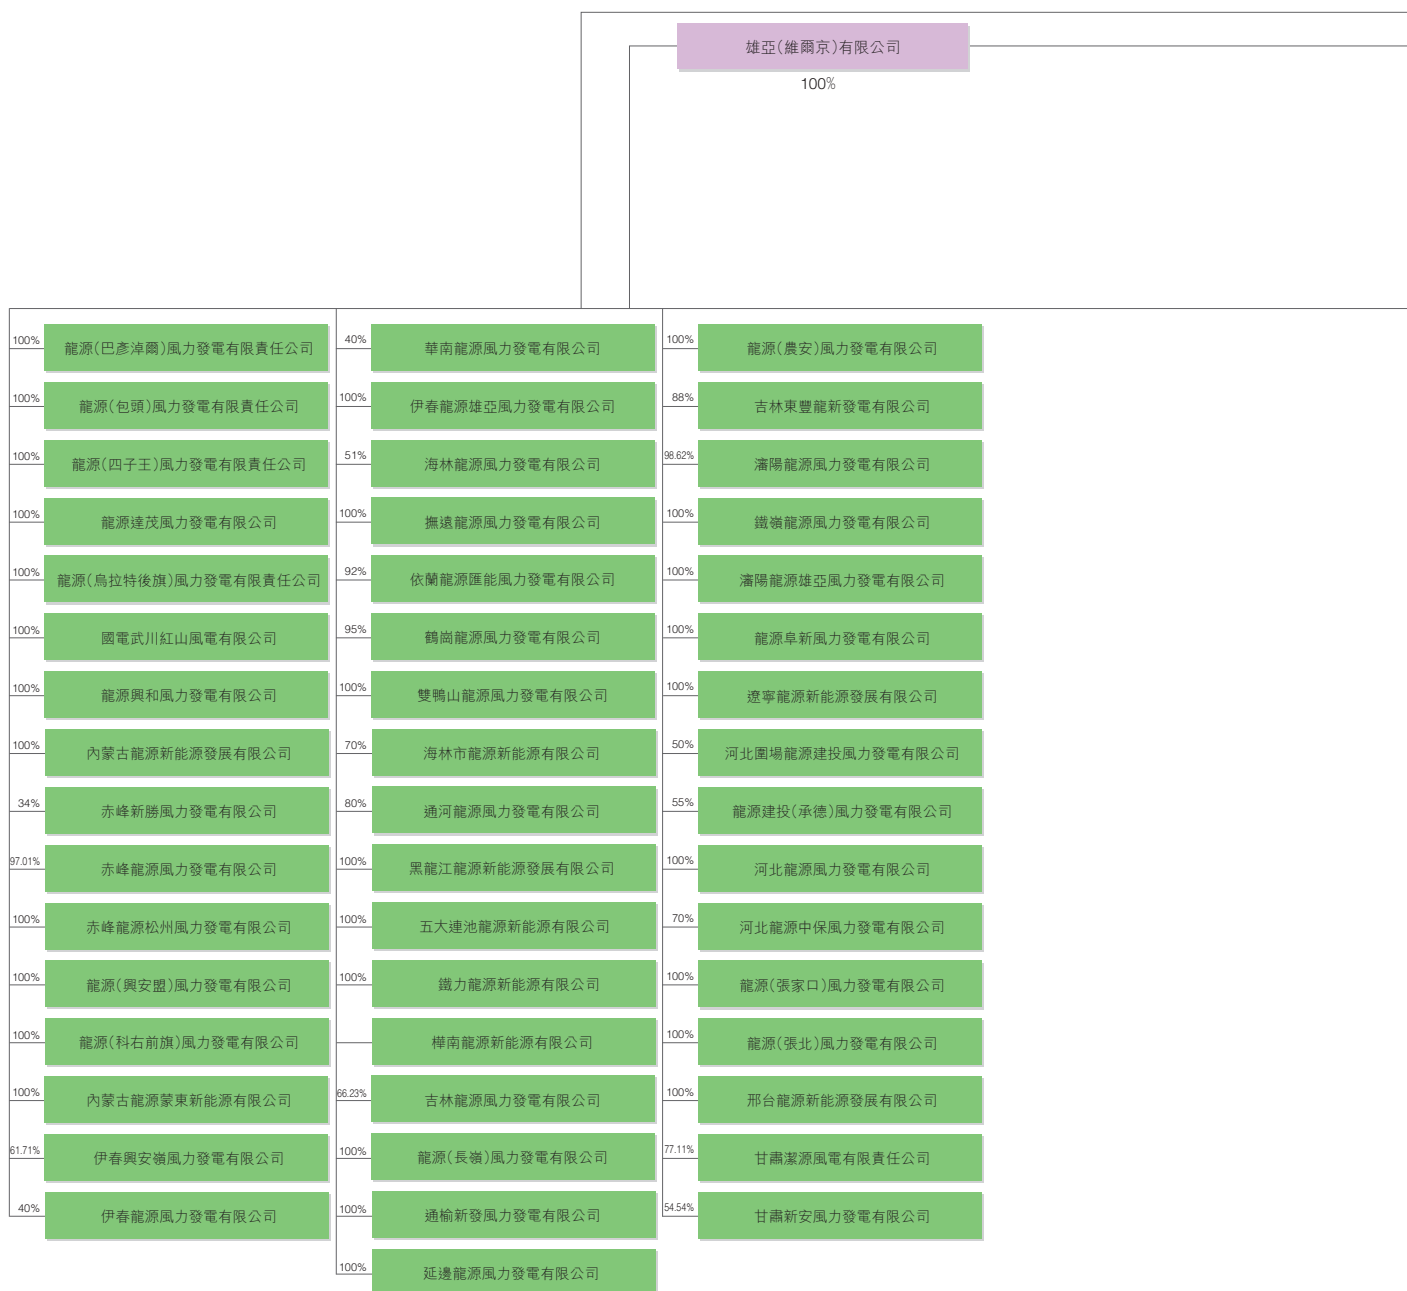 雄亞(維爾京)有限公司
100%
100%
龍源(巴彥淖爾)風力發電有限責任公司
100%
龍源(包頭)風力發電有限責任公司
100%
龍源(四子王)風力發電有限責任公司
100%
龍源達茂風力發電有限公司
100%
龍源(烏拉特後旗)風力發電有限責任公司
100%
國電武川紅山風電有限公司
100%
龍源興和風力發電有限公司
100%
內蒙古龍源新能源發展有限公司
34%
赤峰新勝風力發電有限公司
97.01%
赤峰龍源風力發電有限公司
100%
赤峰龍源松州風力發電有限公司
100%
龍源(興安盟)風力發電有限公司
100%
龍源(科右前旗)風力發電有限公司
100%
內蒙古龍源蒙東新能源有限公司
61.71%
伊春興安嶺風力發電有限公司
40%
伊春龍源風力發電有限公司
40%
華南龍源風力發電有限公司
100%
伊春龍源雄亞風力發電有限公司
51%
海林龍源風力發電有限公司
100%
撫遠龍源風力發電有限公司
92%
依蘭龍源匯能風力發電有限公司
95%
鶴崗龍源風力發電有限公司
100%
雙鴨山龍源風力發電有限公司
70%
海林市龍源新能源有限公司
80%
通河龍源風力發電有限公司
100%
黑龍江龍源新能源發展有限公司
100%
五大連池龍源新能源有限公司
100%
鐵力龍源新能源有限公司
樺南龍源新能源有限公司
66.23%
吉林龍源風力發電有限公司
100%
龍源(長嶺)風力發電有限公司
100%
通榆新發風力發電有限公司
100%
延邊龍源風力發電有限公司
100%
龍源(農安)風力發電有限公司
88%
吉林東豐龍新發電有限公司
98.62%
瀋陽龍源風力發電有限公司
100%
鐵嶺龍源風力發電有限公司
100%
瀋陽龍源雄亞風力發電有限公司
100%
龍源阜新風力發電有限公司
100%
遼寧龍源新能源發展有限公司
50%
河北圍場龍源建投風力發電有限公司
55%
龍源建投(承德)風力發電有限公司
100%
河北龍源風力發電有限公司
70%
河北龍源中保風力發電有限公司
100%
龍源(張家口)風力發電有限公司
100%
龍源(張北)風力發電有限公司
100%
邢台龍源新能源發展有限公司
77.11%
甘肅潔源風電有限責任公司
54.54%
甘肅新安風力發電有限公司